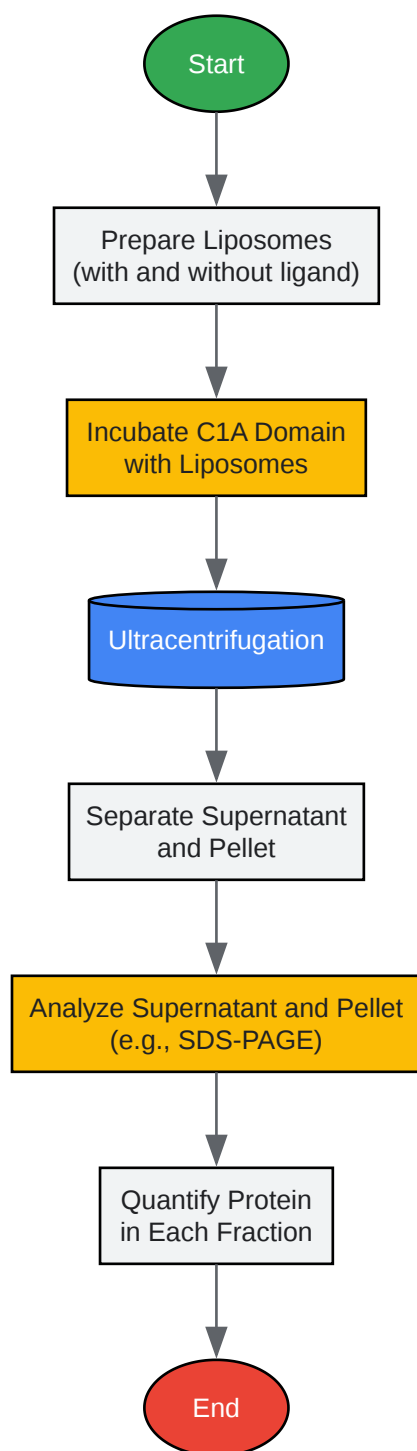 Start
Prepare Liposomes
(with and without ligand)
Incubate C1A Domain
with Liposomes
Ultracentrifugation
Separate Supernatant
and Pellet
Analyze Supernatant and Pellet
(e.g., SDS-PAGE)
Quantify Protein
in Each Fraction
End